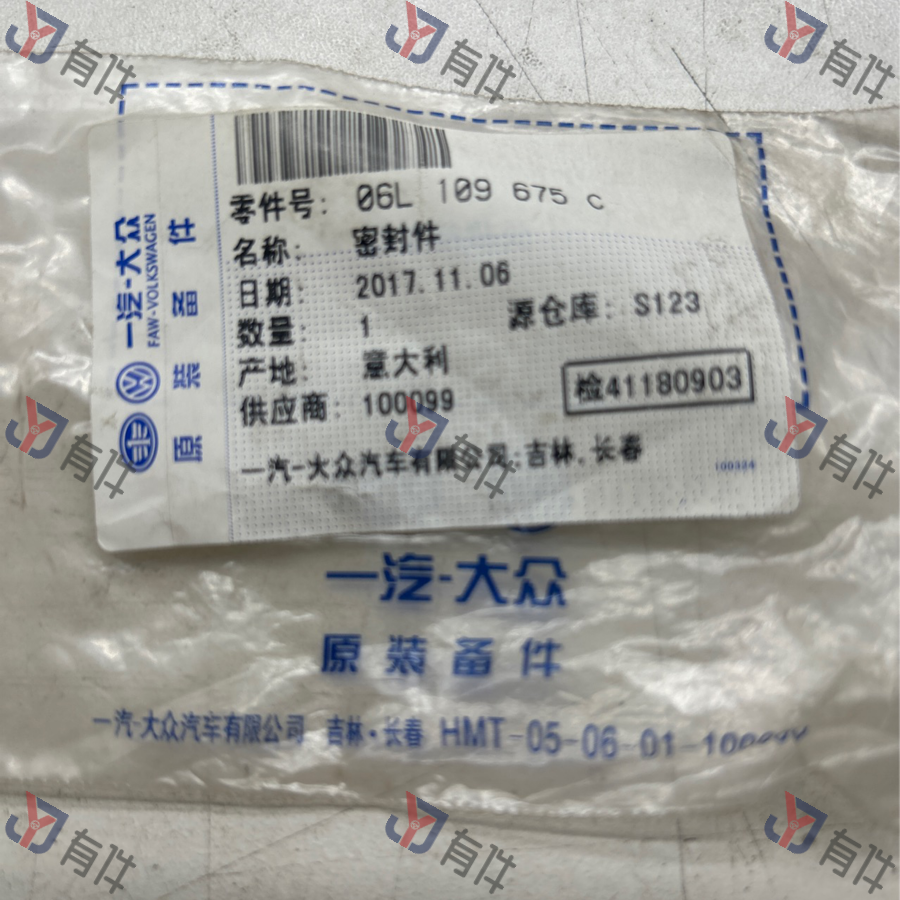 有件
有件
有件
零件号: 06L 109 675 C
名称: 密封件
日期: 2017.11.06
数量: 1 源仓库: S123
产地: 意大利
供应商: 100099
检41180903
一汽-大众汽车有限公司.吉林.长春
100324
一汽-大众
FAW-VOLKSWAGEN
原装备件
有件
有件
有件
一汽-大众
原装备件
一汽-大众汽车有限公司 吉林·长春 HMT-05-06-01-
有件
有件
有件